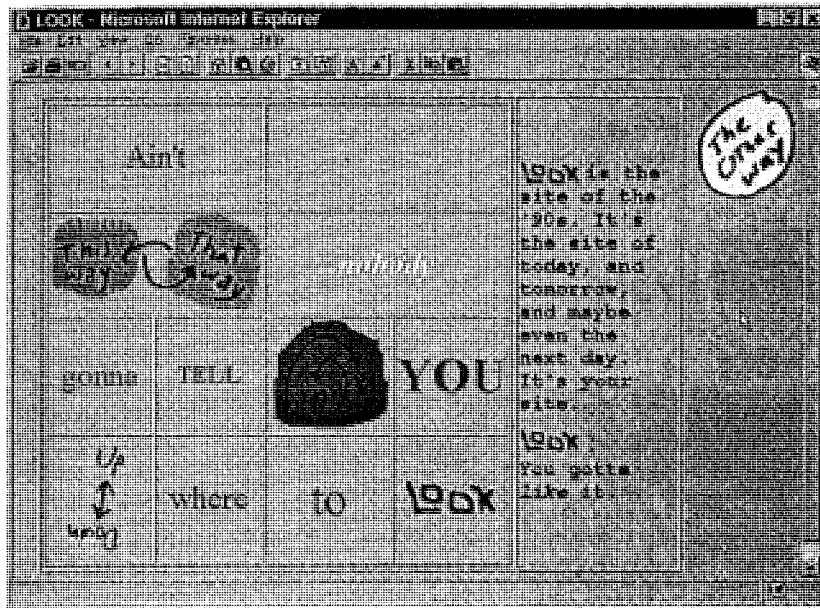 LOOK - Microsoft Internet Explorer
Ain't
This way
That away
nobody
gonna
TELL
YOU
Up
Down
where
to
LOOK
LOOK is the
site of the
'90s. It's
the site of
today, and
tomorrow,
and maybe
even the
next day.
It's your
site.
LOOK
You gotta
like it.
The
Other
Way